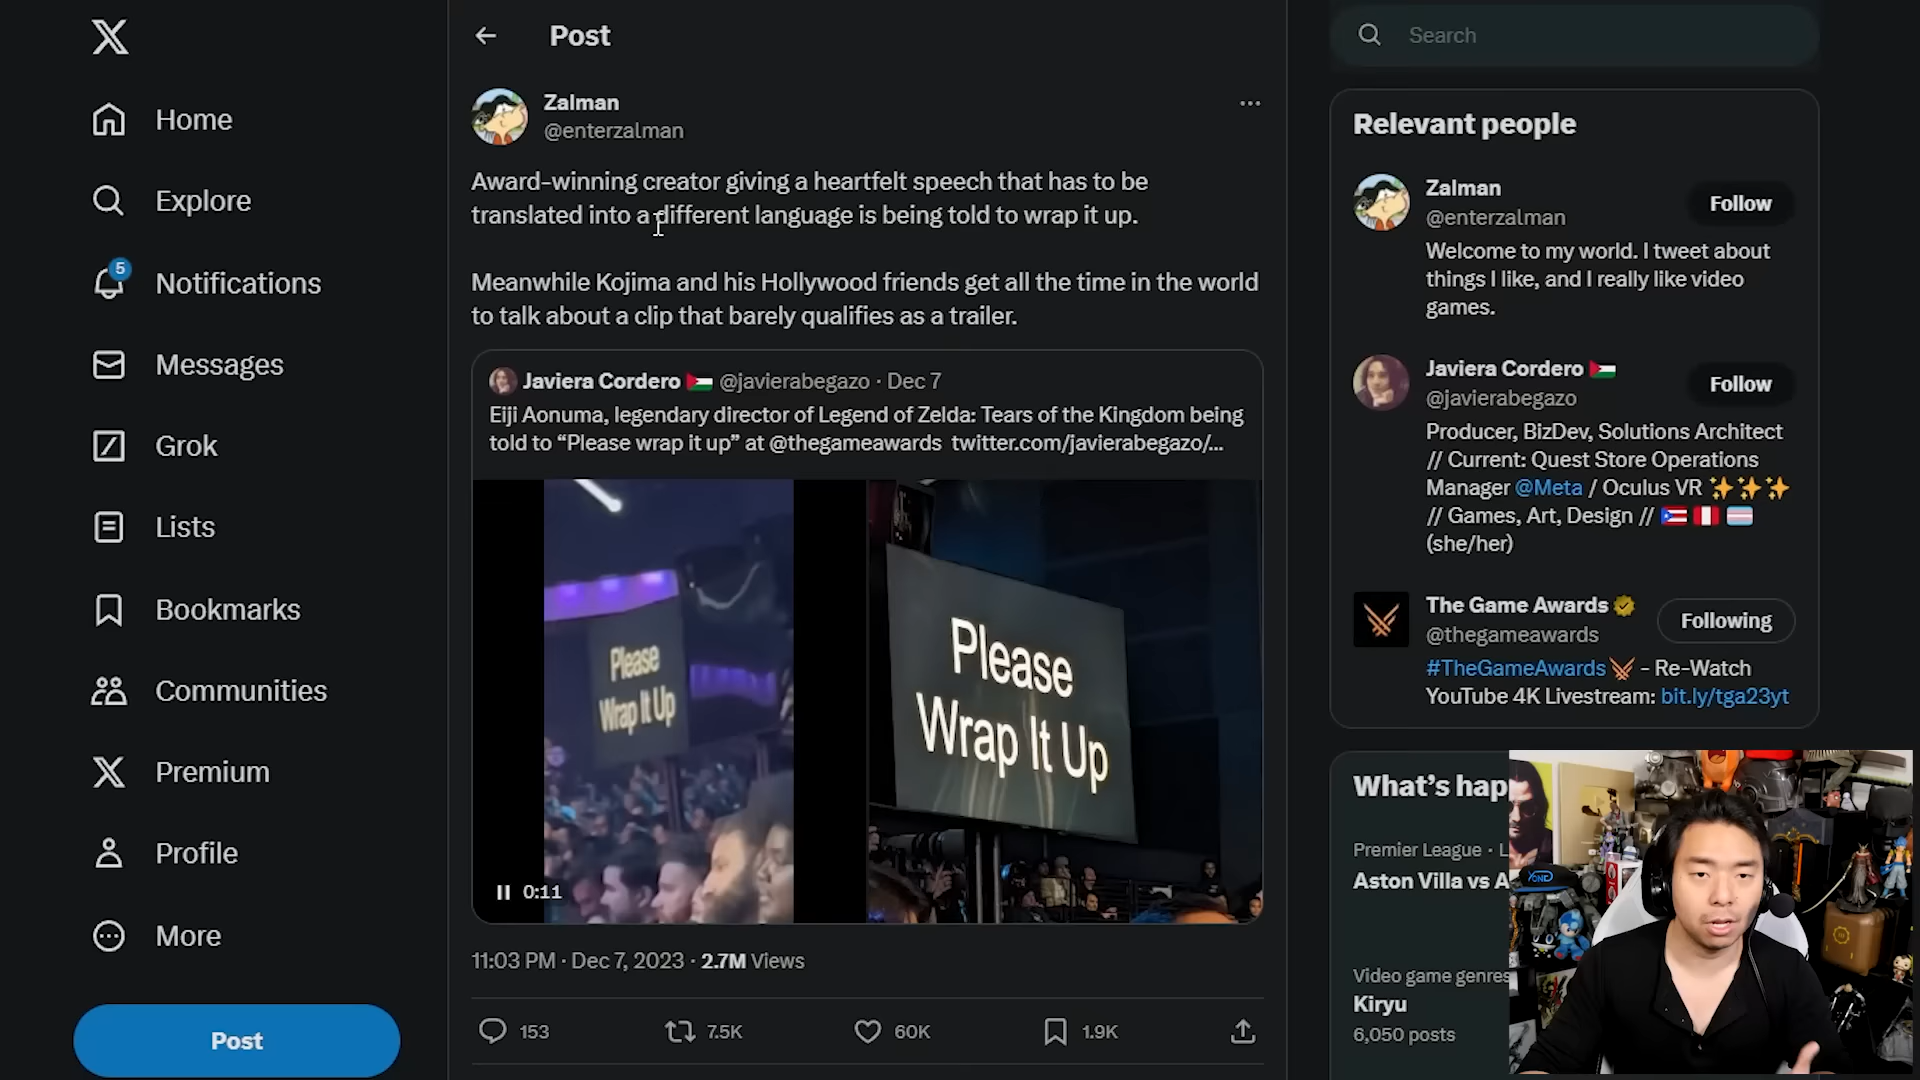 Home
Explore
5
Notifications
Messages
Grok
Lists
Bookmarks
Communities
Premium
Profile
More
Post
Post
Zalman
@enterzalman
Award-winning creator giving a heartfelt speech that has to be
translated into a different language is being told to wrap it up.
Meanwhile Kojima and his Hollywood friends get all the time in the world
to talk about a clip that barely qualifies as a trailer.
Javiera Cordero @javierabegazo · Dec 7
Eiji Aonuma, legendary director of Legend of Zelda: Tears of the Kingdom being
told to “Please wrap it up” at @thegameawards twitter.com/javierabegazo/...
Please
Wrap It Up
Please
Wrap It Up
0:11
11:03 PM · Dec 7, 2023 · 2.7M Views
153
7.5K
60K
1.9K
Search
Relevant people
Zalman
@enterzalman
Follow
Welcome to my world. I tweet about
things I like, and I really like video
games.
Javiera Cordero
@javierabegazo
Follow
Producer, BizDev, Solutions Architect
// Current: Quest Store Operations
Manager @Meta / Oculus VR ✨✨✨
// Games, Art, Design //
(she/her)
The Game Awards
@thegameawards
Following
#TheGameAwards - Re-Watch
YouTube 4K Livestream: bit.ly/tga23yt
What’s hap
Premier League · L
Aston Villa vs A
Video game genres
Kiryu
6,050 posts